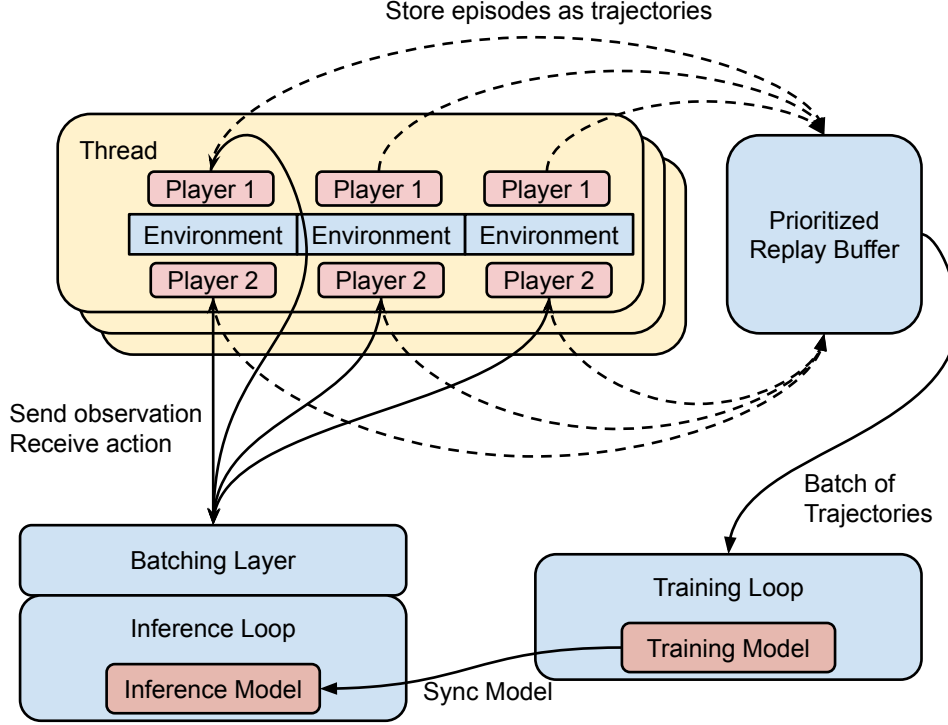 Store episodes as trajectories
Thread
Player 1
Player 1
Player 1
Environment
Environment
Environment
Player 2
Player 2
Player 2
Prioritized
Replay Buffer
Send observation
Receive action
Batch of
Trajectories
Batching Layer
Inference Loop
Inference Model
Training Loop
Training Model
Sync Model